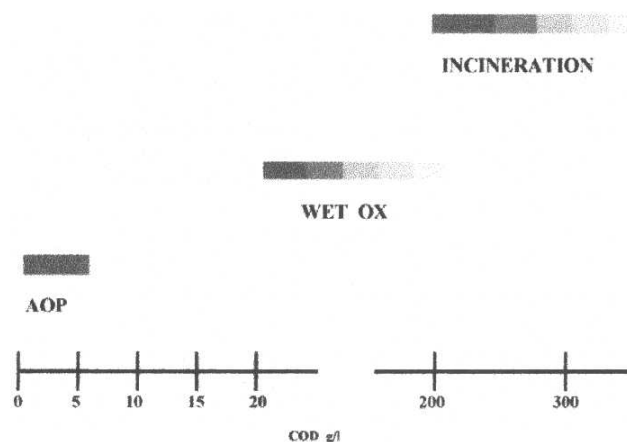 INCINERATION
WET OX
AOP
0 5 10 15 20 200 300
COD g/l